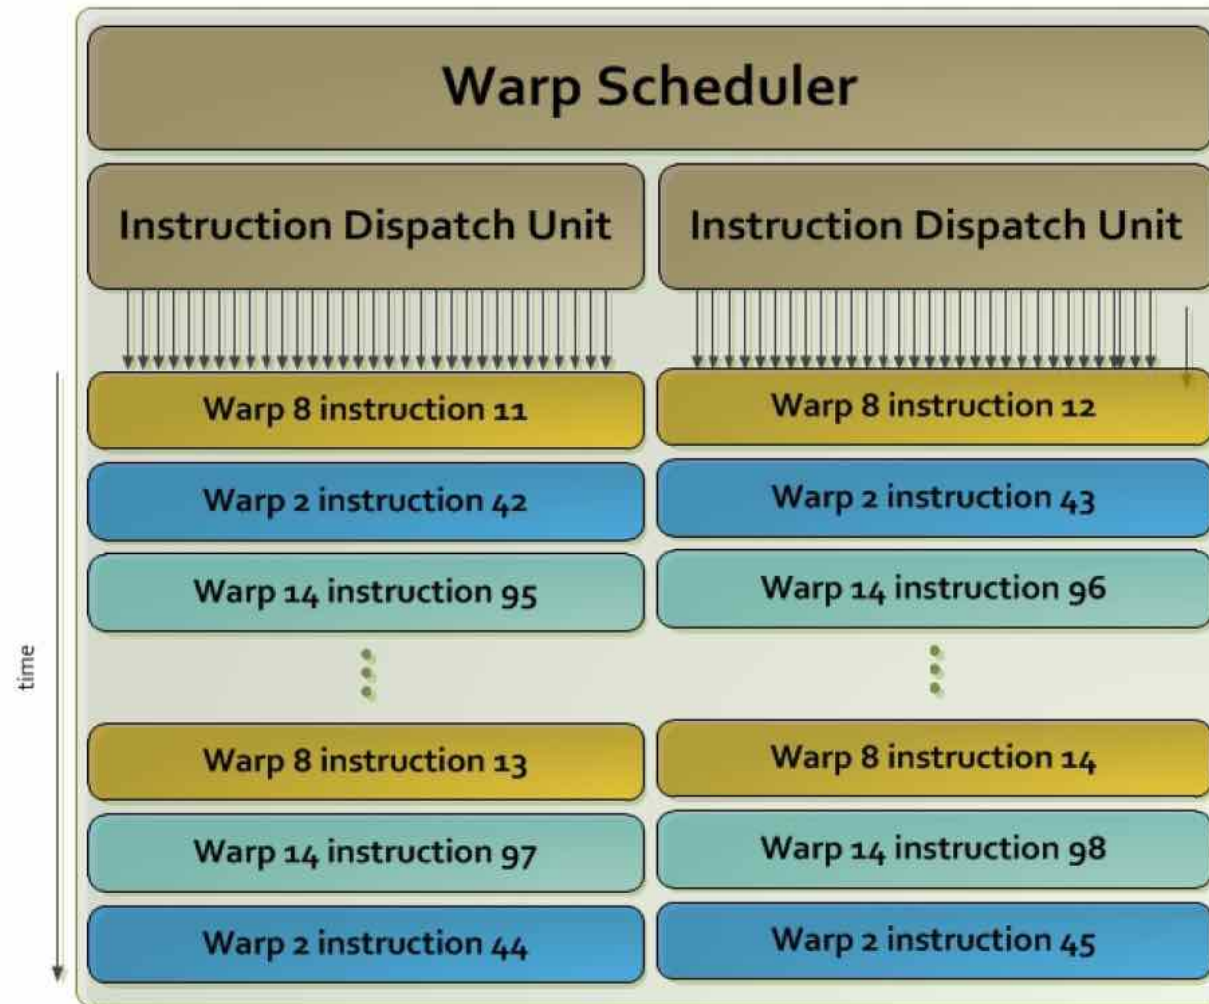 Warp Scheduler
Instruction Dispatch Unit
Instruction Dispatch Unit
Warp 8 instruction 11
Warp 8 instruction 12
Warp 2 instruction 42
Warp 2 instruction 43
Warp 14 instruction 95
Warp 14 instruction 96
time
Warp 8 instruction 13
Warp 8 instruction 14
Warp 14 instruction 97
Warp 14 instruction 98
Warp 2 instruction 44
Warp 2 instruction 45